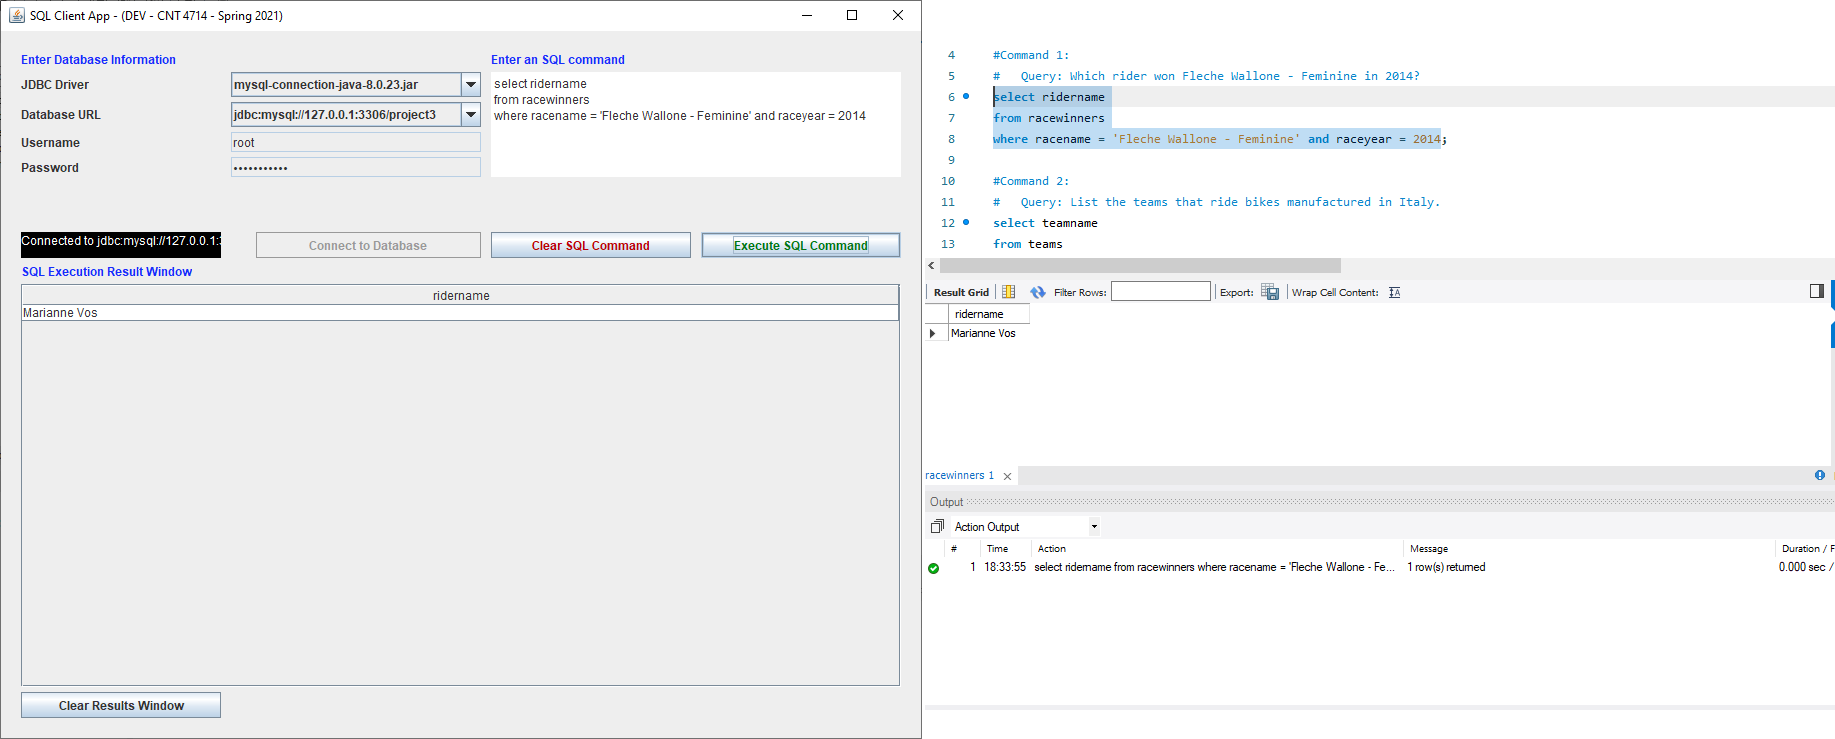 SQL Client App - (DEV - CNT 4714 - Spring 2021)
Enter Database Information
JDBC Driver
mysql-connection-java-8.0.23.jar
Database URL
jdbc:mysql://127.0.0.1:3306/project3
Username
root
Password
•••••••••••
Enter an SQL command
select ridername
from racewinners
where racename = 'Fleche Wallone - Feminine' and raceyear = 2014
Connected to jdbc:mysql://127.0.0.1:
Connect to Database
Clear SQL Command
Execute SQL Command
SQL Execution Result Window
ridername
Marianne Vos
Clear Results Window
4 #Command 1:
5 #   Query: Which rider won Fleche Wallone - Feminine in 2014?
6 select ridername
7 from racewinners
8 where racename = 'Fleche Wallone - Feminine' and raceyear = 2014;
9
10 #Command 2:
11 #   Query: List the teams that ride bikes manufactured in Italy.
12 select teamname
13 from teams
Result Grid Filter Rows: Export: Wrap Cell Content:
ridername
Marianne Vos
racewinners 1
Output
Action Output
# Time Action Message Duration / F
1 18:33:55 select ridername from racewinners where racename = 'Fleche Wallone - Fe... 1 row(s) returned 0.000 sec /